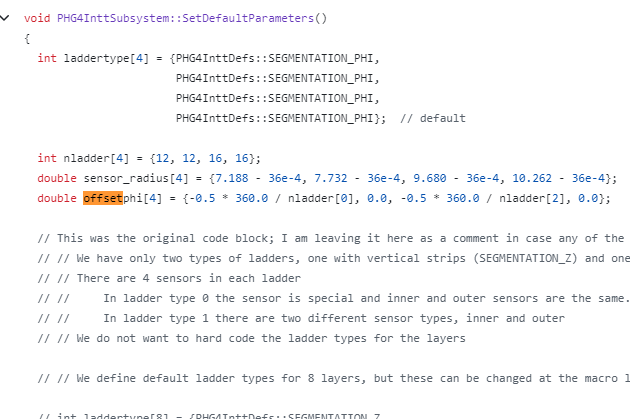 void PHG4InttSubsystem::SetDefaultParameters()
{
int laddertype[4] = {PHG4InttDefs::SEGMENTATION_PHI,
PHG4InttDefs::SEGMENTATION_PHI,
PHG4InttDefs::SEGMENTATION_PHI,
PHG4InttDefs::SEGMENTATION_PHI};  // default
int nladder[4] = {12, 12, 16, 16};
double sensor_radius[4] = {7.188 - 36e-4, 7.732 - 36e-4, 9.680 - 36e-4, 10.262 - 36e-4};
double offsetphi[4] = {-0.5 * 360.0 / nladder[0], 0.0, -0.5 * 360.0 / nladder[2], 0.0};
// This was the original code block; I am leaving it here as a comment in case any of the
// // We have only two types of ladders, one with vertical strips (SEGMENTATION_Z) and one
// // There are 4 sensors in each ladder
// //     In ladder type 0 the sensor is special and inner and outer sensors are the same.
// //     In ladder type 1 there are two different sensor types, inner and outer
// // We do not want to hard code the ladder types for the layers
// // We define default ladder types for 8 layers, but these can be changed at the macro l
// int laddertype[8] = {PHG4InttDefs::SEGMENTATION_Z,